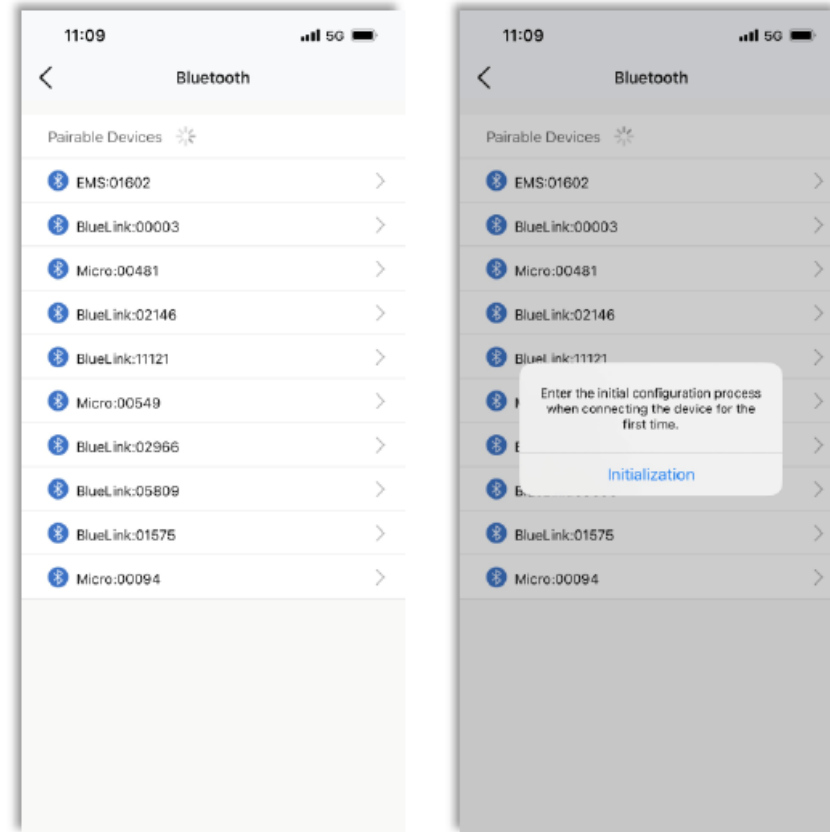 11:09 5G
Bluetooth
Pairable Devices
EMS:01602
BlueLink:00003
Micro:00481
BlueLink:02146
BlueLink:11121
Micro:00549
BlueLink:02966
BlueLink:05809
BlueLink:01575
Micro:00094
11:09 5G
Bluetooth
Pairable Devices
EMS:01602
BlueLink:00003
Micro:00481
BlueLink:02146
BlueLink:11121
Enter the initial configuration process
when connecting the device for the
first time.
Initialization
BlueLink:01575
Micro:00094